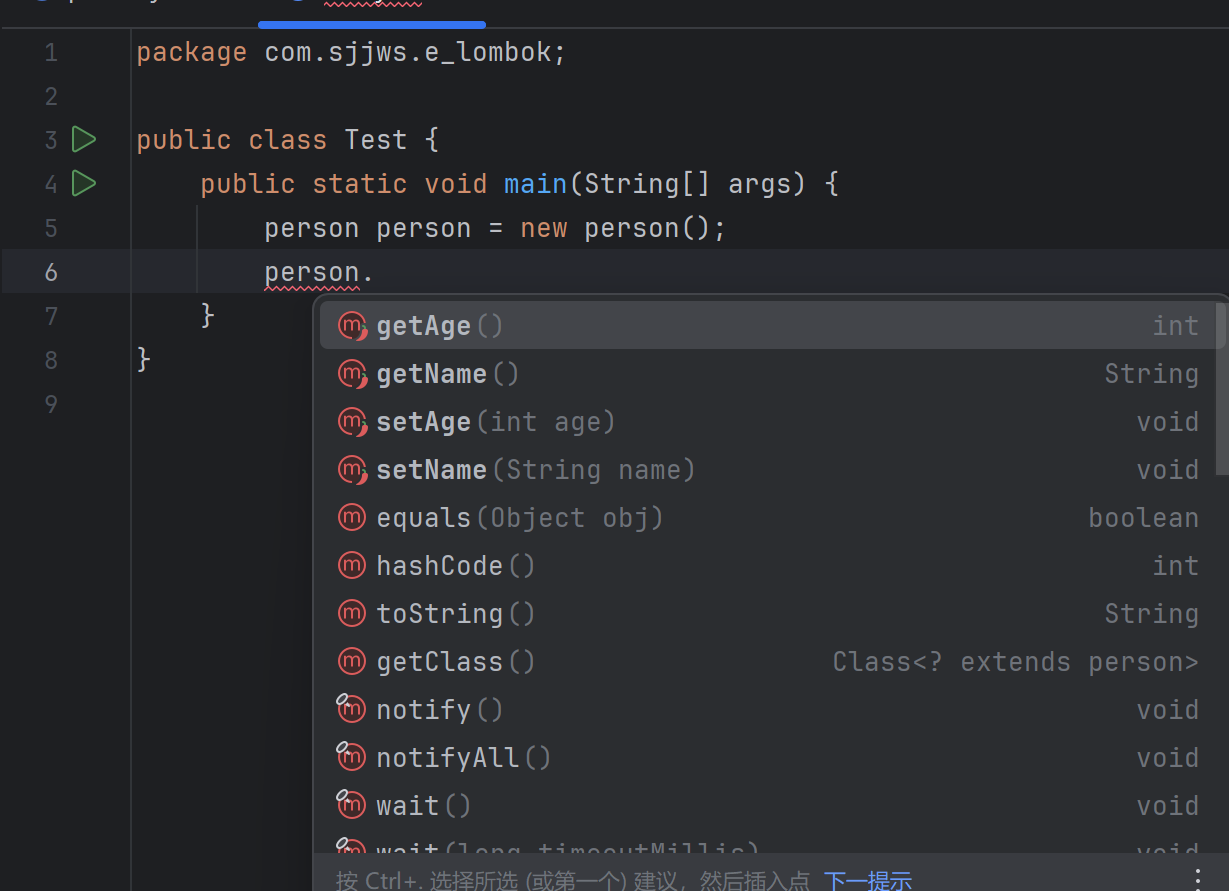 1 package com.sjjws.e_lombok;
2
3 public class Test {
4 public static void main(String[] args) {
5 person person = new person();
6 person.
7 }
8 }
9
getAge() int
getName() String
setAge(int age) void
setName(String name) void
equals(Object obj) boolean
hashCode() int
toString() String
getClass() Class<? extends person>
notify() void
notifyAll() void
wait() void
wait(long timeoutMillis) void
按 Ctrl+. 选择所选 (或第一个) 建议，然后插入点 下一提示